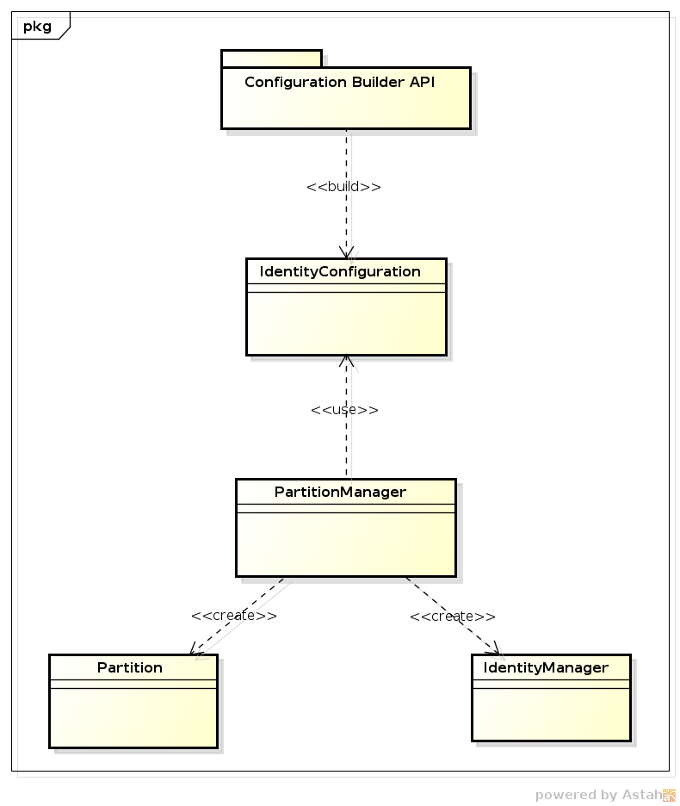 pkg
Configuration Builder API
<<build>>
IdentityConfiguration
<<use>>
PartitionManager
<<create>>
<<create>>
Partition
IdentityManager
powered by Astah